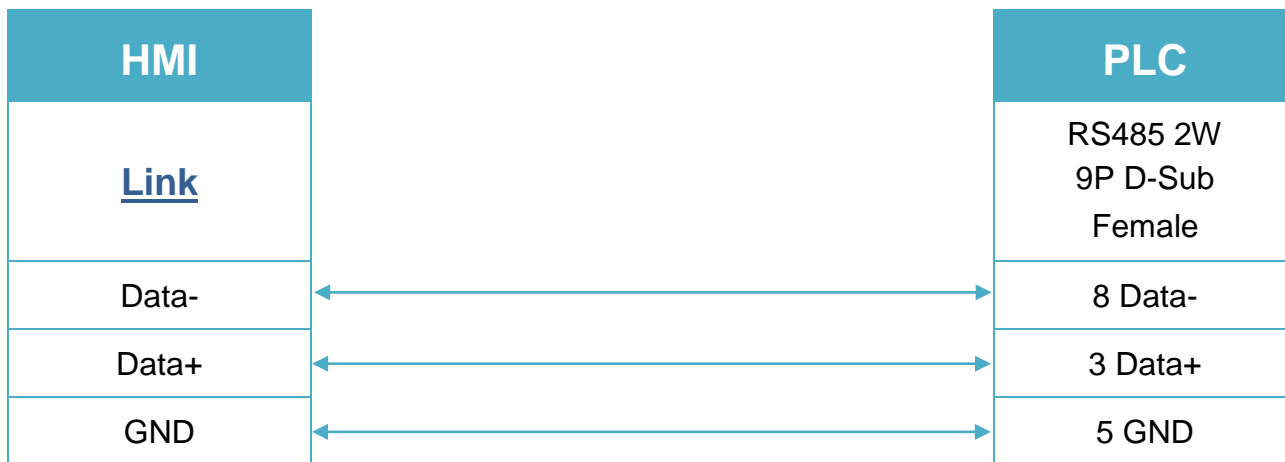 HMI
PLC
Link
RS485 2W
9P D-Sub
Female
Data-
8 Data-
Data+
3 Data+
GND
5 GND